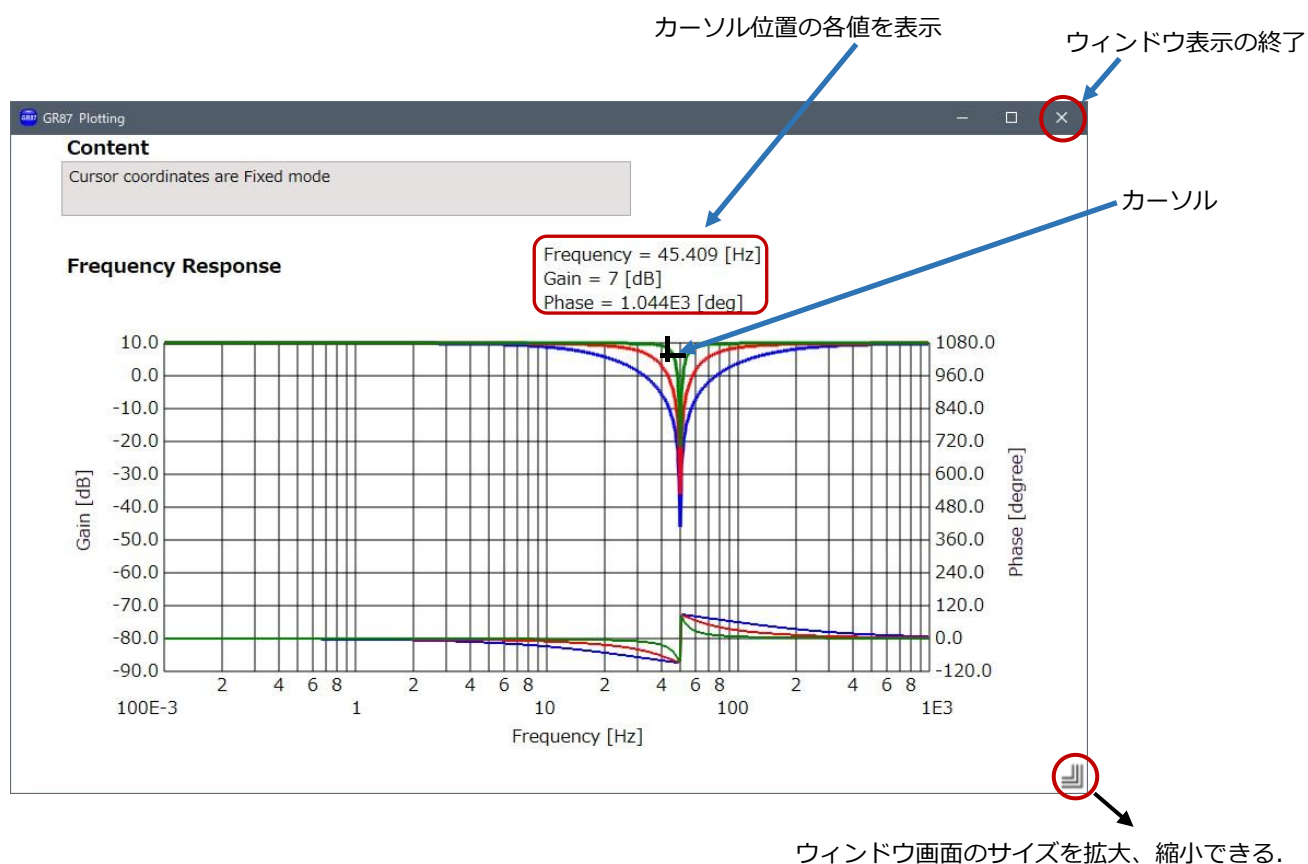 カーソル位置の各値を表示
ウィンドウ表示の終了
GR87 GR87 Plotting
Content
Cursor coordinates are Fixed mode
カーソル
Frequency = 45.409 [Hz]
Gain = 7 [dB]
Phase = 1.044E3 [deg]
Frequency Response
10.0 1080.0
0.0 960.0
-10.0 840.0
-20.0 720.0
-30.0 600.0
-40.0 480.0
-50.0 360.0
-60.0 240.0
-70.0 120.0
-80.0 0.0
-90.0 -120.0
Gain [dB]
Phase [degree]
2 4 6 8 2 4 6 8 2 4 6 8 2 4 6 8
100E-3 1 10 100 1E3
Frequency [Hz]
ウィンドウ画面のサイズを拡大、縮小できる.